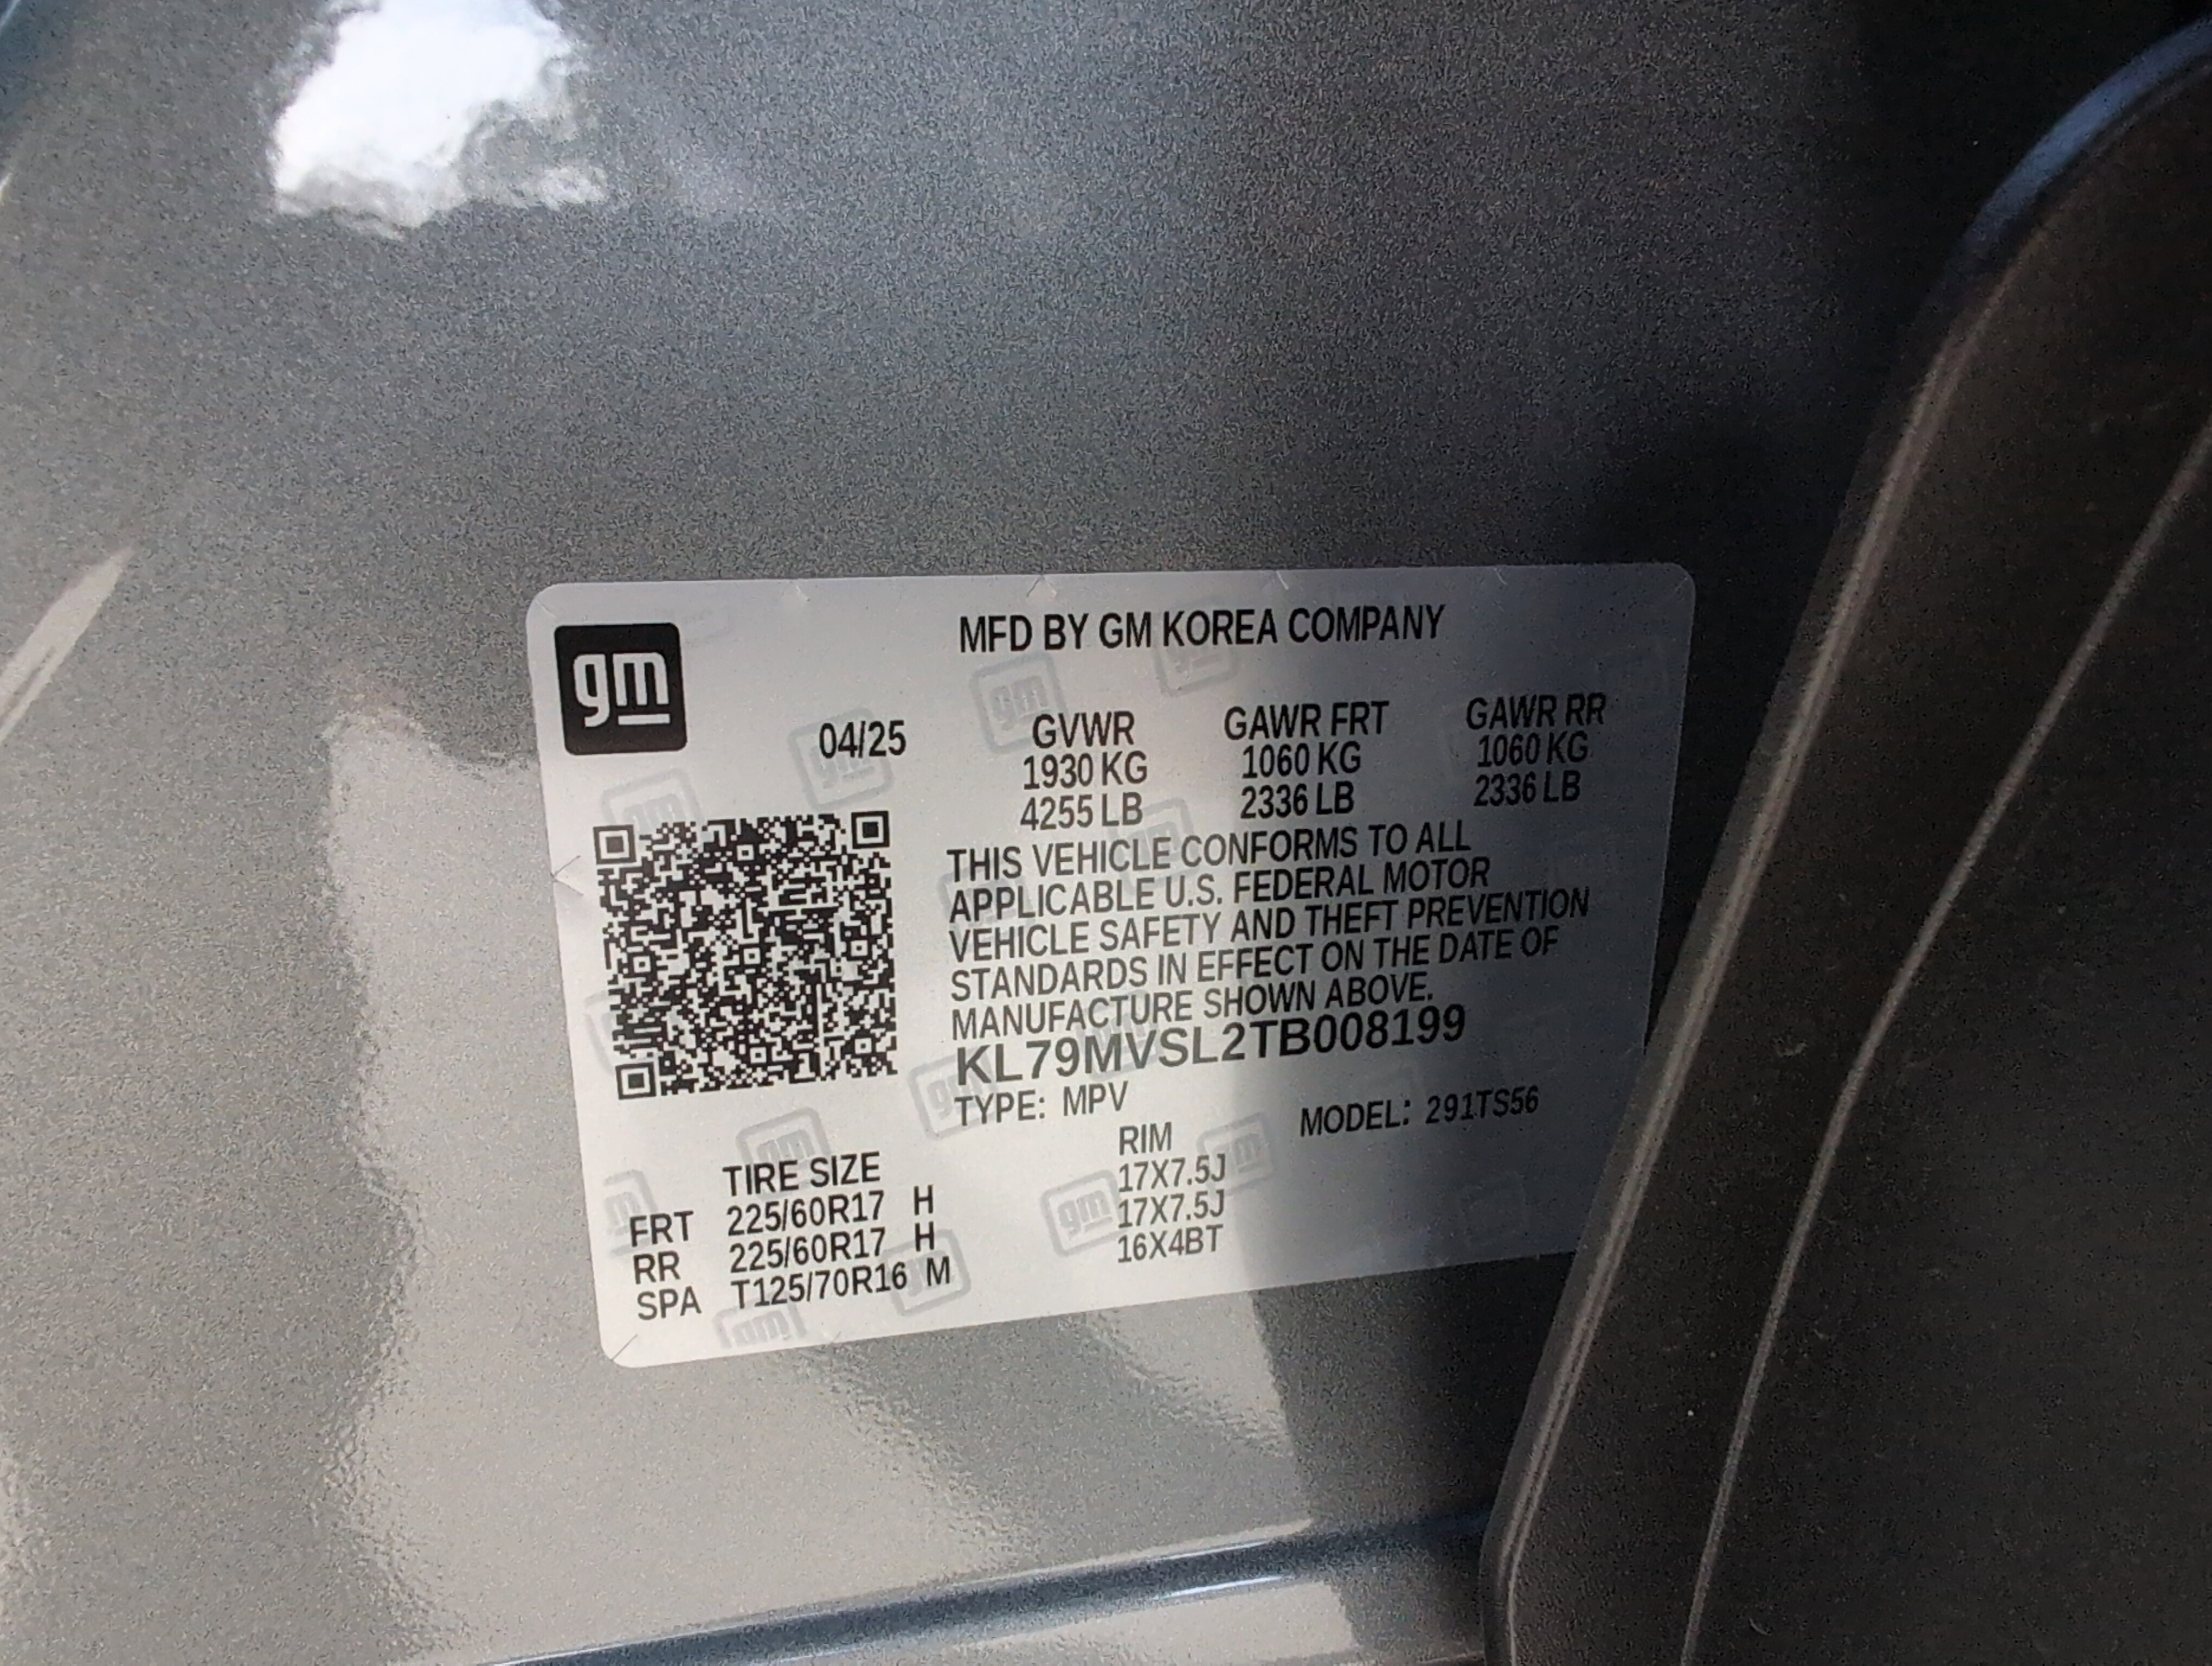 gm
MFD BY GM KOREA COMPANY
04/25 GVWR GAWR FRT GAWR RR
1930 KG 1060 KG 1060 KG
4255 LB 2336 LB 2336 LB
THIS VEHICLE CONFORMS TO ALL
APPLICABLE U.S. FEDERAL MOTOR
VEHICLE SAFETY AND THEFT PREVENTION
STANDARDS IN EFFECT ON THE DATE OF
MANUFACTURE SHOWN ABOVE.
KL79MVSL2TB008199
TYPE: MPV MODEL: 291TS56
TIRE SIZE RIM
FRT 225/60R17 H 17X7.5J
RR 225/60R17 H 17X7.5J
SPA T125/70R16 M 16X4BT